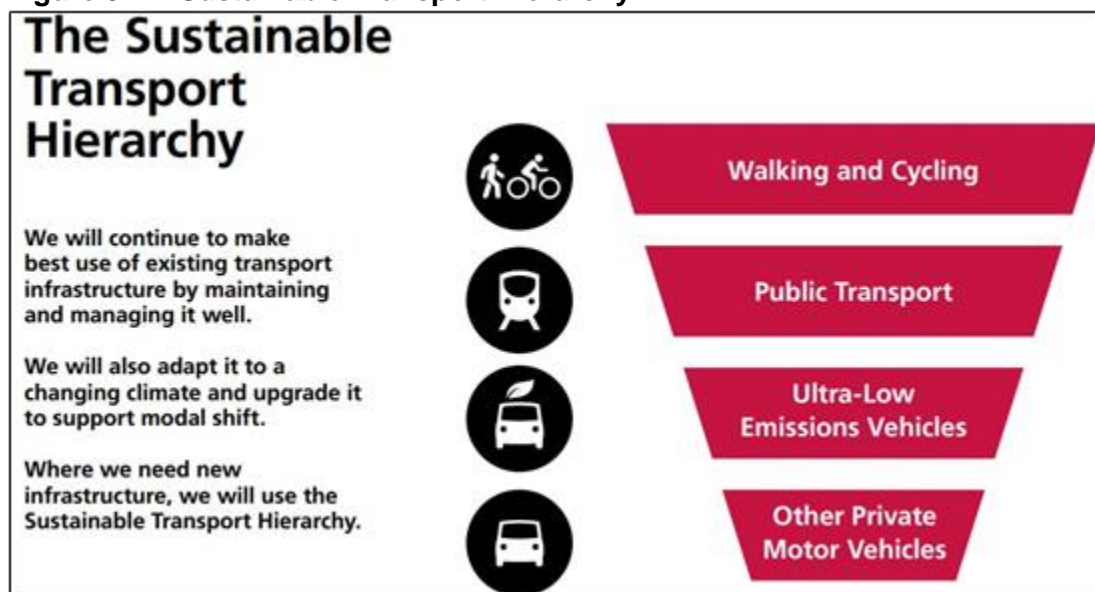 The Sustainable
Transport
Hierarchy
We will continue to make
best use of existing transport
infrastructure by maintaining
and managing it well.
We will also adapt it to a
changing climate and upgrade it
to support modal shift.
Where we need new
infrastructure, we will use the
Sustainable Transport Hierarchy.
Walking and Cycling
Public Transport
Ultra-Low
Emissions Vehicles
Other Private
Motor Vehicles